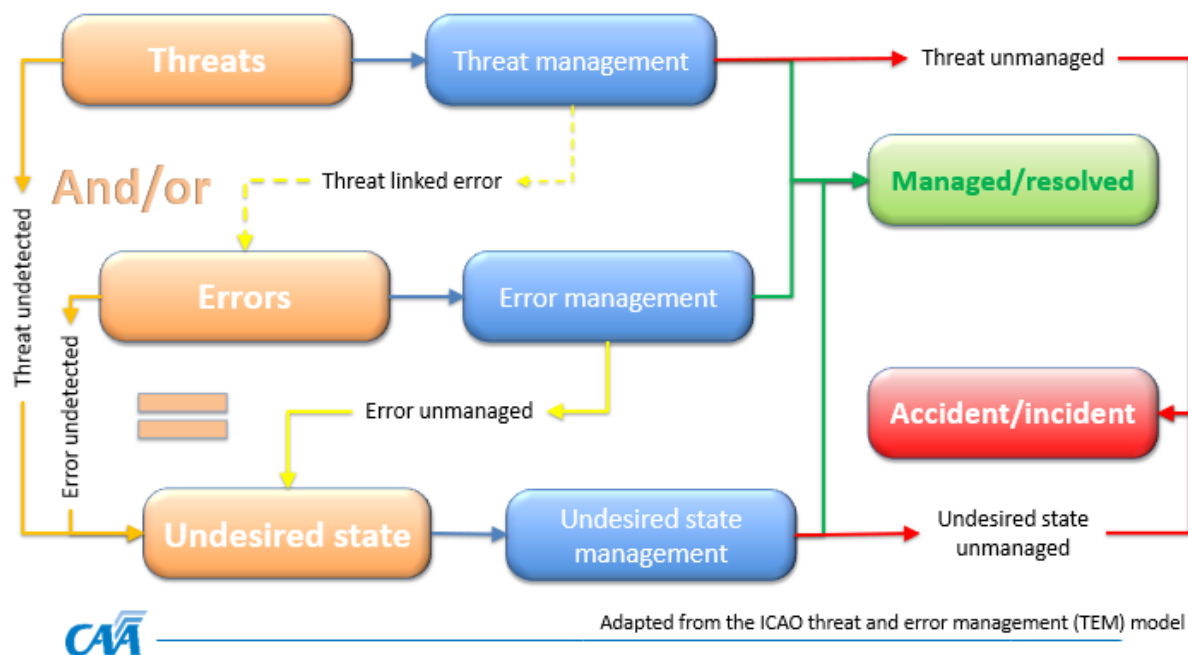 Threats
Threat management
Threat unmanaged
And/or
Threat linked error
Managed/resolved
Threat undetected
Errors
Error management
Error undetected
Error unmanaged
Accident/incident
Undesired state
Undesired state
management
Undesired state
unmanaged
CAA
Adapted from the ICAO threat and error management (TEM) model